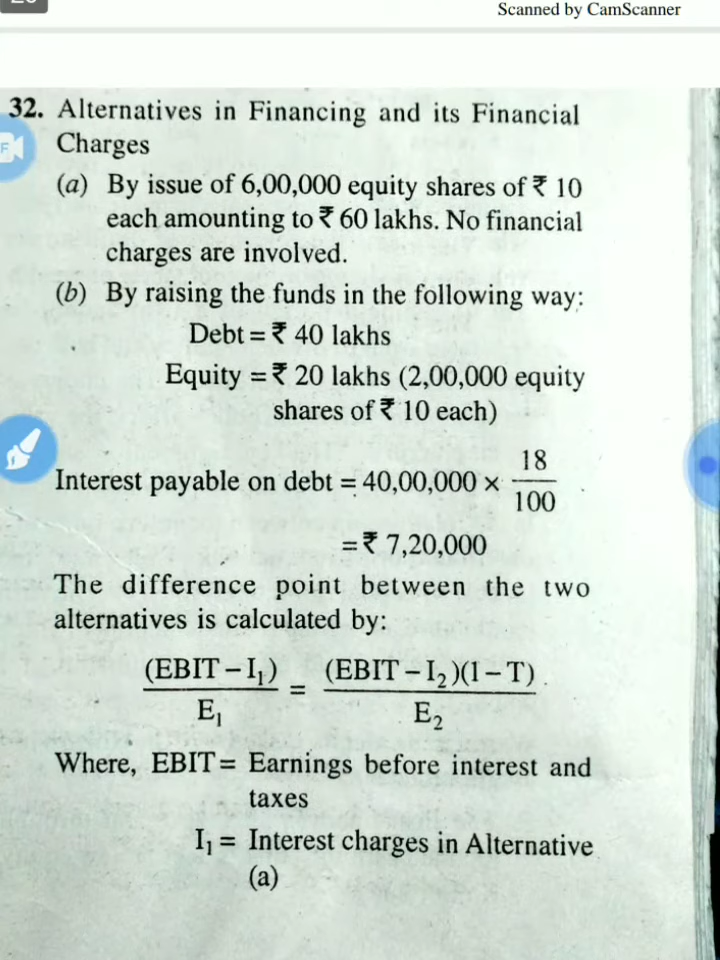 Scanned by CamScanner
32. Alternatives in Financing and its Financial
Charges
(a) By issue of 6,00,000 equity shares of ₹ 10
each amounting to ₹ 60 lakhs. No financial
charges are involved.
(b) By raising the funds in the following way:
Debt = ₹ 40 lakhs
Equity = ₹ 20 lakhs (2,00,000 equity
shares of ₹ 10 each)
Interest payable on debt = 40,00,000 × 18/100
= ₹ 7,20,000
The difference point between the two
alternatives is calculated by:
(EBIT – I₁)/E₁ = (EBIT – I₂)(1 – T)/E₂
Where, EBIT = Earnings before interest and
taxes
I₁ = Interest charges in Alternative
(a)